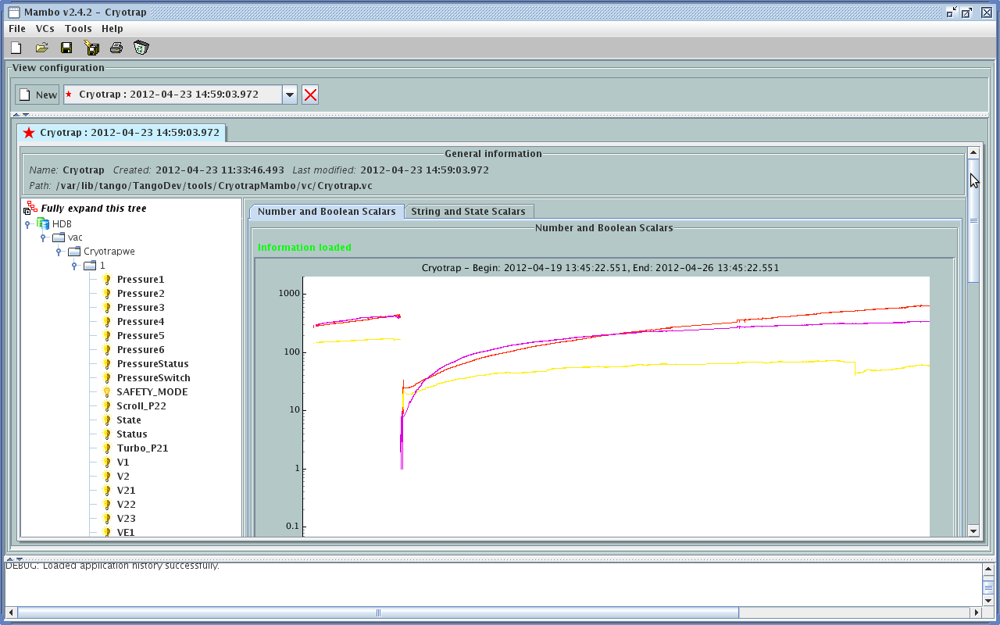 Mambo v2.4.2 - Cryotrap
File VCs Tools Help
View configuration
New
Cryotrap : 2012-04-23 14:59:03.972
Cryotrap : 2012-04-23 14:59:03.972
General information
Name: Cryotrap Created: 2012-04-23 11:33:46.493 Last modified: 2012-04-23 14:59:03.972
Path: /var/lib/tango/TangoDev/tools/CryotrapMambo/vc/Cryotrap.vc
Fully expand this tree
HDB
vac
Cryotrapwe
1
Pressure1
Pressure2
Pressure3
Pressure4
Pressure5
Pressure6
PressureStatus
PressureSwitch
SAFETY_MODE
Scroll_P22
State
Status
Turbo_P21
V1
V2
V21
V22
V23
VE1
Number and Boolean Scalars
String and State Scalars
Number and Boolean Scalars
Information loaded
Cryotrap - Begin: 2012-04-19 13:45:22.551, End: 2012-04-26 13:45:22.551
1000
100
10
1
0.1
DEBUG: Loaded application history successfully.